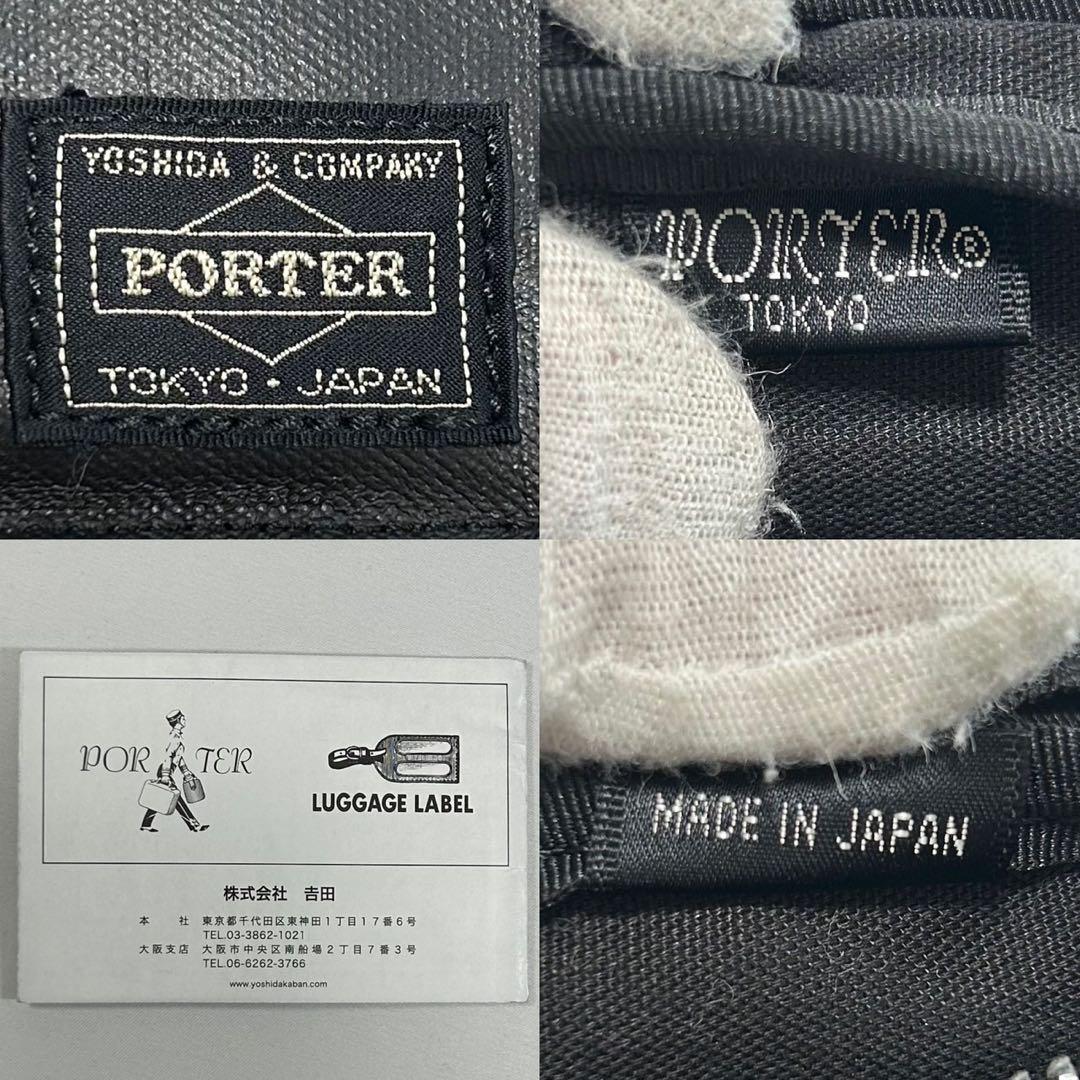 YOSHIDA & COMPANY
PORTER
TOKYO・JAPAN
PORTER®
TOKYO
PORTER
LUGGAGE LABEL
株式会社 𠮷田
本 社 東京都千代田区東神田1丁目17番6号
TEL.03-3862-1021
大阪支店 大阪市中央区南船場2丁目7番3号
TEL.06-6262-3766
www.yoshidakaban.com
MADE IN JAPAN